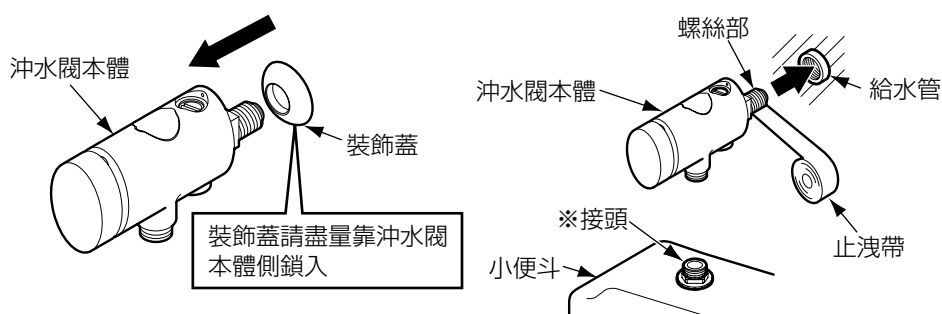 沖水閥本體
裝飾蓋
裝飾蓋請盡量靠沖水閥
本體側鎖入
螺絲部
沖水閥本體
給水管
止洩帶
※接頭
小便斗